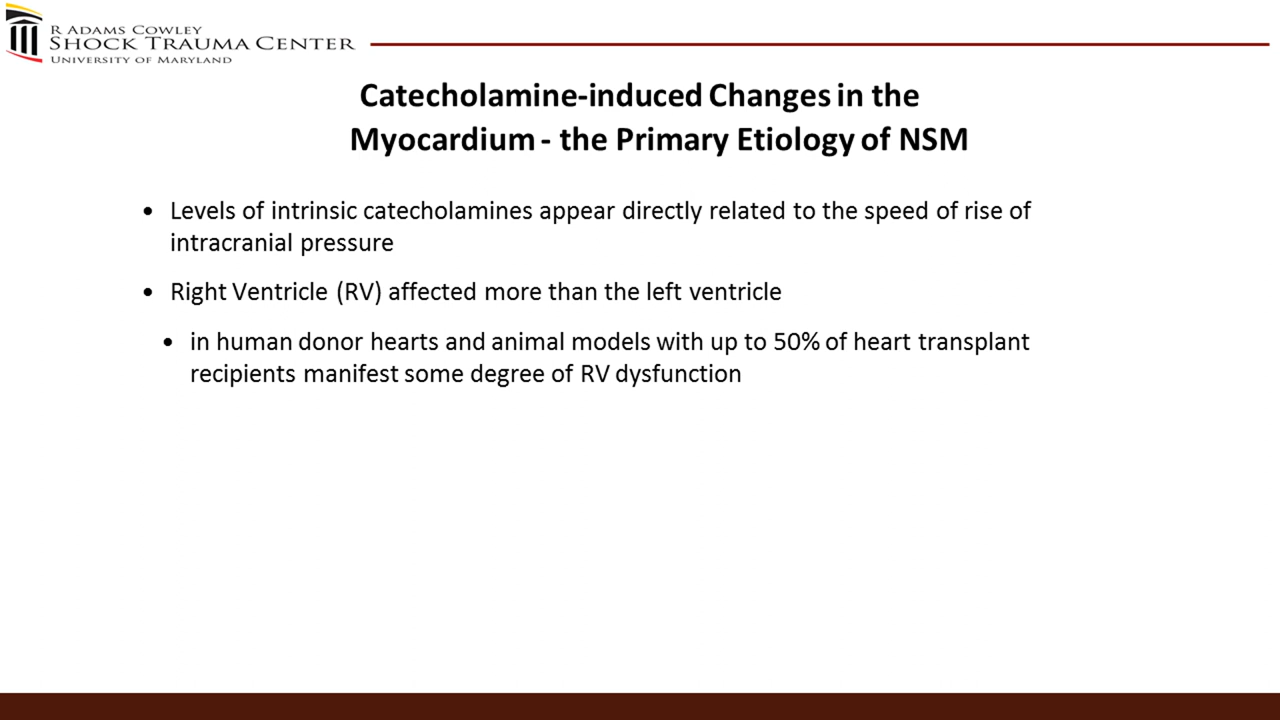 R ADAMS COWLEY
SHOCK TRAUMA CENTER
UNIVERSITY OF MARYLAND
Catecholamine-induced Changes in the
Myocardium - the Primary Etiology of NSM
• Levels of intrinsic catecholamines appear directly related to the speed of rise of
intracranial pressure
• Right Ventricle (RV) affected more than the left ventricle
• in human donor hearts and animal models with up to 50% of heart transplant
recipients manifest some degree of RV dysfunction